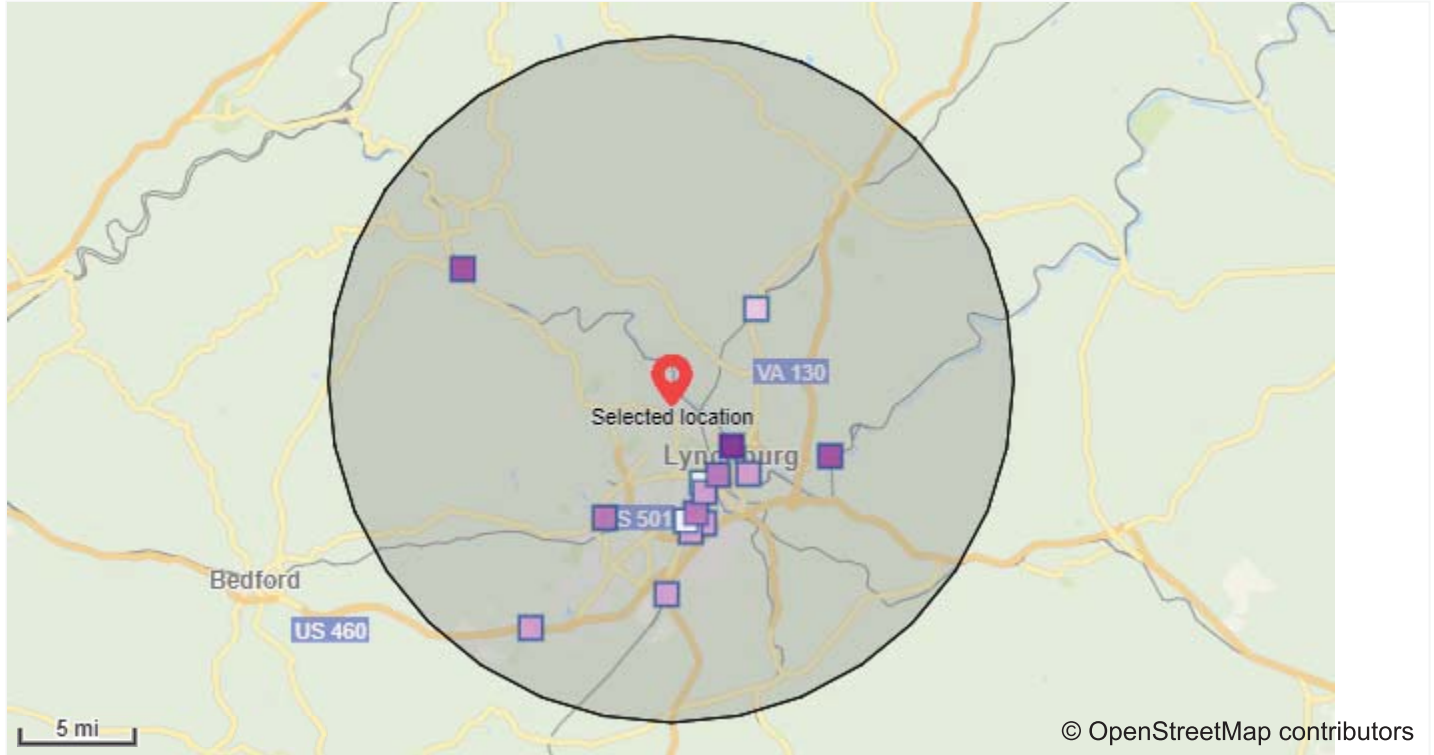 VA 130
Selected location
Lynchburg
S 501
Bedford
US 460
5 mi
© OpenStreetMap contributors